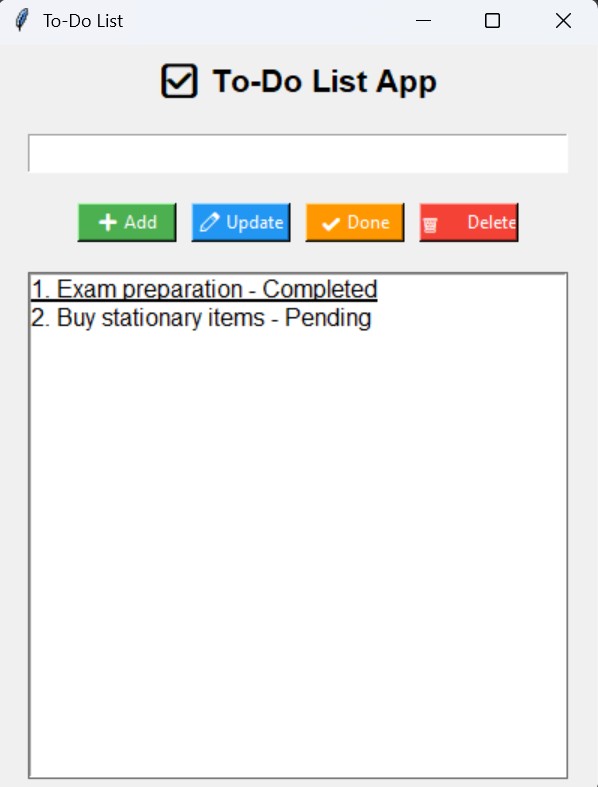 To-Do List
To-Do List App
Add Update Done Delete
1. Exam preparation - Completed
2. Buy stationary items - Pending